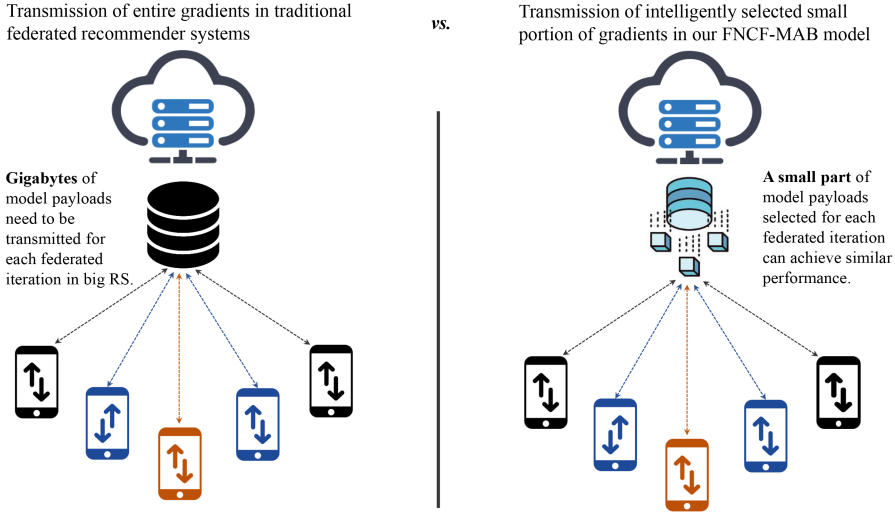 Transmission of entire gradients in traditional
federated recommender systems
vs.
Transmission of intelligently selected small
portion of gradients in our FNCF-MAB model
Gigabytes of
model payloads
need to be
transmitted for
each federated
iteration in big RS.
A small part of
model payloads
selected for each
federated iteration
can achieve similar
performance.